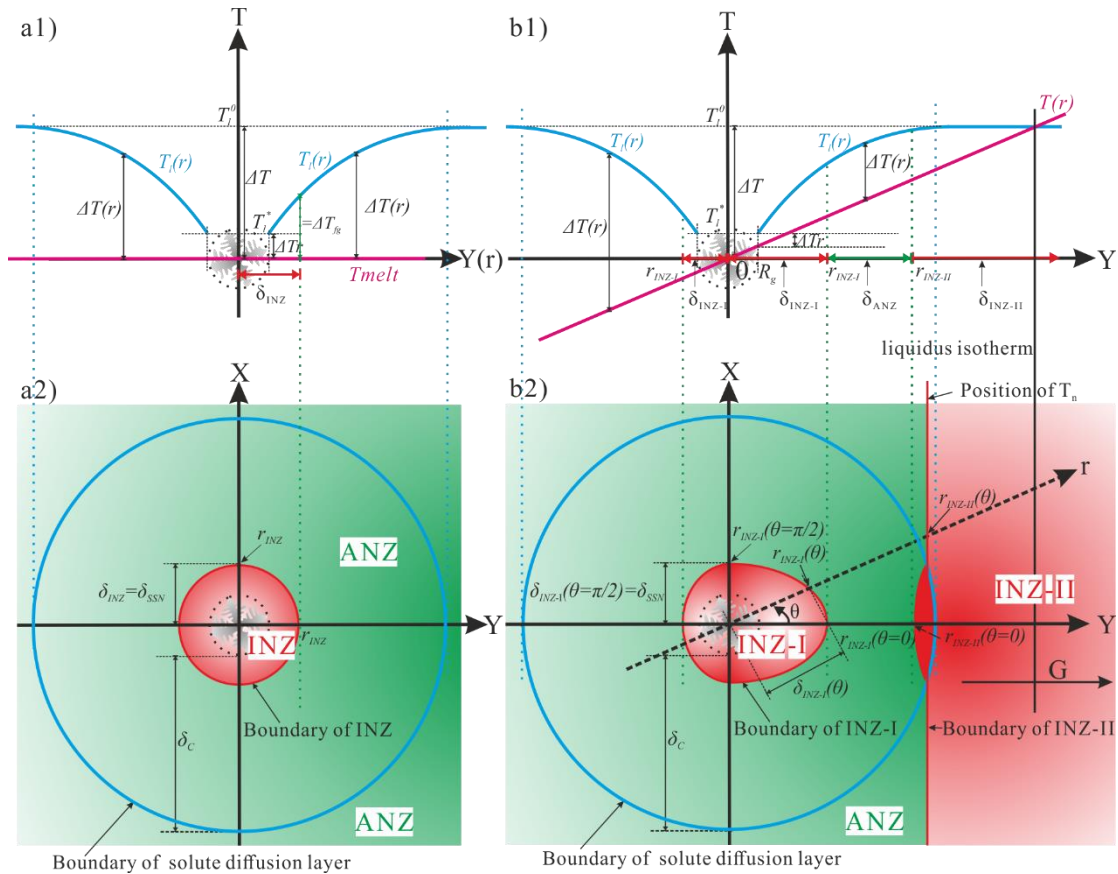 a1)
T
T_l^0
T_l(r)
T_l(r)
ΔT
ΔT(r)
ΔT(r)
T_l^*
=ΔT_fg
ΔTr
Y(r)
Tmelt
δ_INZ
b1)
T
T(r)
T_l^0
T_l(r)
T_l(r)
ΔT(r)
ΔT
ΔT(r)
T_l^*
ΔTr
Y
r_INZ-I
0
R_g
r_INZ-I
r_INZ-II
δ_INZ-I
δ_INZ-I
δ_ANZ
δ_INZ-II
liquidus isotherm
a2)
X
r_INZ
ANZ
δ_INZ=δ_SSN
Y
INZ
r_INZ
Boundary of INZ
δ_C
ANZ
Boundary of solute diffusion layer
b2)
X
Position of T_n
r
r_INZ-II(θ)
r_INZ-I(θ=π/2)
r_INZ-I(θ)
INZ-II
δ_INZ-I(θ=π/2)=δ_SSN
θ
Y
INZ-I
r_INZ-I(θ=0)
r_INZ-II(θ=0)
G
δ_INZ-I(θ)
Boundary of INZ-I
Boundary of INZ-II
δ_C
ANZ
Boundary of solute diffusion layer